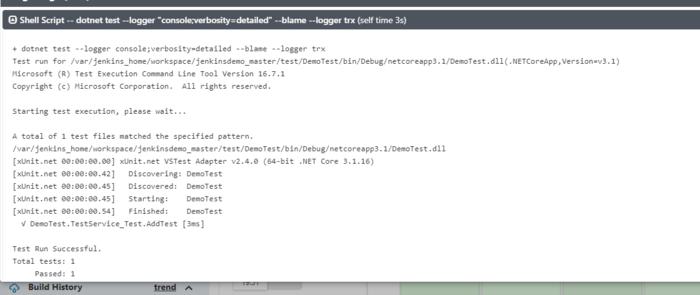 Shell Script -- dotnet test --logger "console;verbosity=detailed" --blame --logger trx (self time 3s)
+ dotnet test --logger console;verbosity=detailed --blame --logger trx
Test run for /var/jenkins_home/workspace/jenkinsdemo_master/test/DemoTest/bin/Debug/netcoreapp3.1/DemoTest.dll(.NETCoreApp,Version=v3.1)
Microsoft (R) Test Execution Command Line Tool Version 16.7.1
Copyright (c) Microsoft Corporation.  All rights reserved.
Starting test execution, please wait...
A total of 1 test files matched the specified pattern.
/var/jenkins_home/workspace/jenkinsdemo_master/test/DemoTest/bin/Debug/netcoreapp3.1/DemoTest.dll
[xUnit.net 00:00:00.00] xUnit.net VSTest Adapter v2.4.0 (64-bit .NET Core 3.1.16)
[xUnit.net 00:00:00.42]   Discovering: DemoTest
[xUnit.net 00:00:00.45]   Discovered:  DemoTest
[xUnit.net 00:00:00.45]   Starting:    DemoTest
[xUnit.net 00:00:00.54]   Finished:    DemoTest
√ DemoTest.TestService_Test.AddTest [3ms]
Test Run Successful.
Total tests: 1
Passed: 1
Build History trend